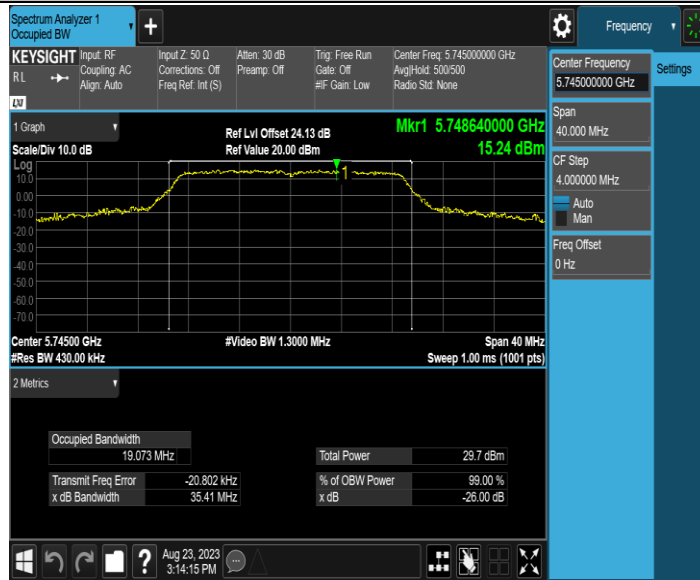 Spectrum Analyzer 1
Occupied BW
+
Frequency
KEYSIGHT
R L
LXI
Input: RF
Coupling: AC
Align: Auto
Input Z: 50 Ω
Corrections: Off
Freq Ref: Int (S)
Atten: 30 dB
Preamp: Off
Trig: Free Run
Gate: Off
#IF Gain: Low
Center Freq: 5.745000000 GHz
Avg|Hold: 500/500
Radio Std: None
Center Frequency
5.745000000 GHz
Settings
Span
40.000 MHz
CF Step
4.000000 MHz
Auto
Man
Freq Offset
0 Hz
1 Graph
Scale/Div 10.0 dB
Ref Lvl Offset 24.13 dB
Ref Value 20.00 dBm
Mkr1 5.748640000 GHz
15.24 dBm
Log
10.0
0.00
-10.0
-20.0
-30.0
-40.0
-50.0
-60.0
-70.0
1
Center 5.74500 GHz
#Res BW 430.00 kHz
#Video BW 1.3000 MHz
Span 40 MHz
Sweep 1.00 ms (1001 pts)
2 Metrics
Occupied Bandwidth
19.073 MHz
Total Power 29.7 dBm
Transmit Freq Error -20.802 kHz
% of OBW Power 99.00 %
x dB Bandwidth 35.41 MHz
x dB -26.00 dB
?
Aug 23, 2023
3:14:15 PM